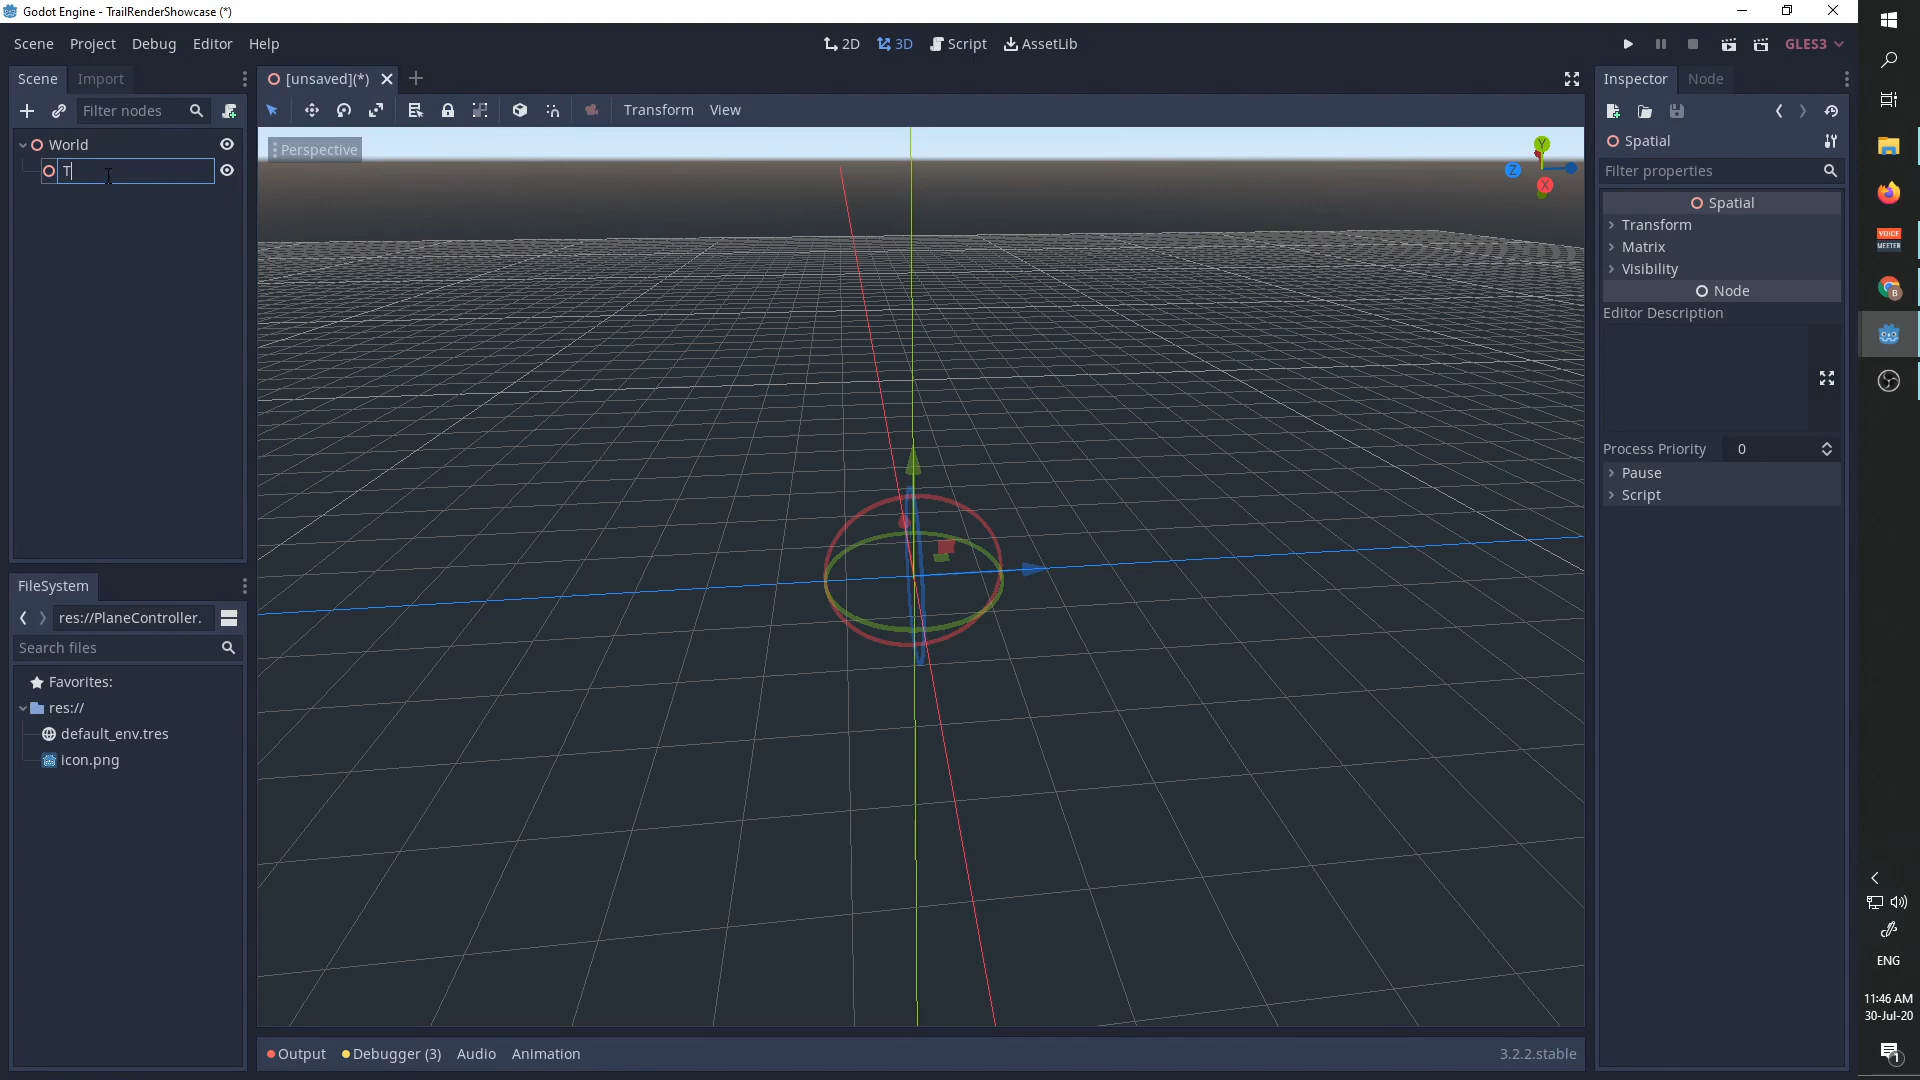 Godot Engine - TrailRenderShowcase (*)
Scene Project Debug Editor Help
2D 3D Script AssetLib
GLES3
Scene Import
[unsaved](*)
Inspector Node
Filter nodes
Transform View
World
T
Perspective
Y
Z
X
Spatial
Filter properties
Spatial
Transform
Matrix
Visibility
Node
Editor Description
Process Priority 0
Pause
Script
FileSystem
res://PlaneController.
Search files
Favorites:
res://
default_env.tres
icon.png
Output Debugger (3) Audio Animation
3.2.2.stable
VOICE
MEETER
B
ENG
11:46 AM
30-Jul-20
1